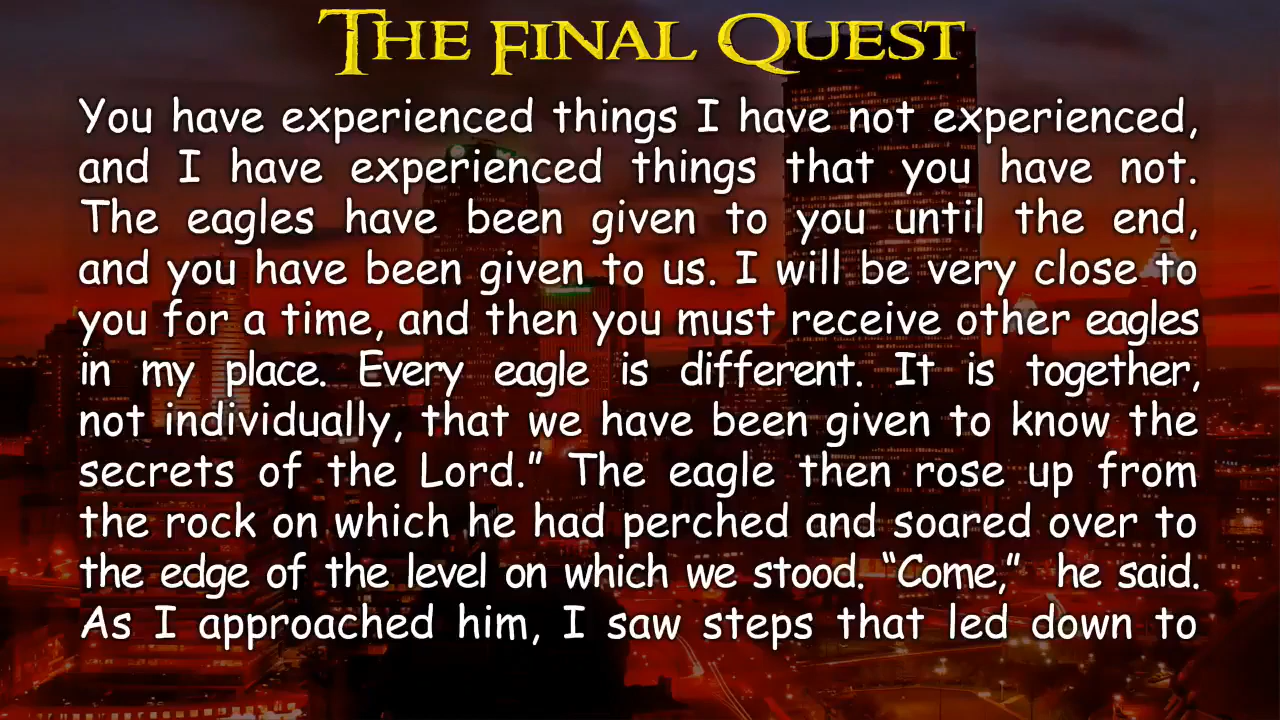 The Final Quest
You have experienced things I have not experienced,
and I have experienced things that you have not.
The eagles have been given to you until the end,
and you have been given to us. I will be very close to
you for a time, and then you must receive other eagles
in my place. Every eagle is different. It is together,
not individually, that we have been given to know the
secrets of the Lord.” The eagle then rose up from
the rock on which he had perched and soared over to
the edge of the level on which we stood. “Come,” he said.
As I approached him, I saw steps that led down to